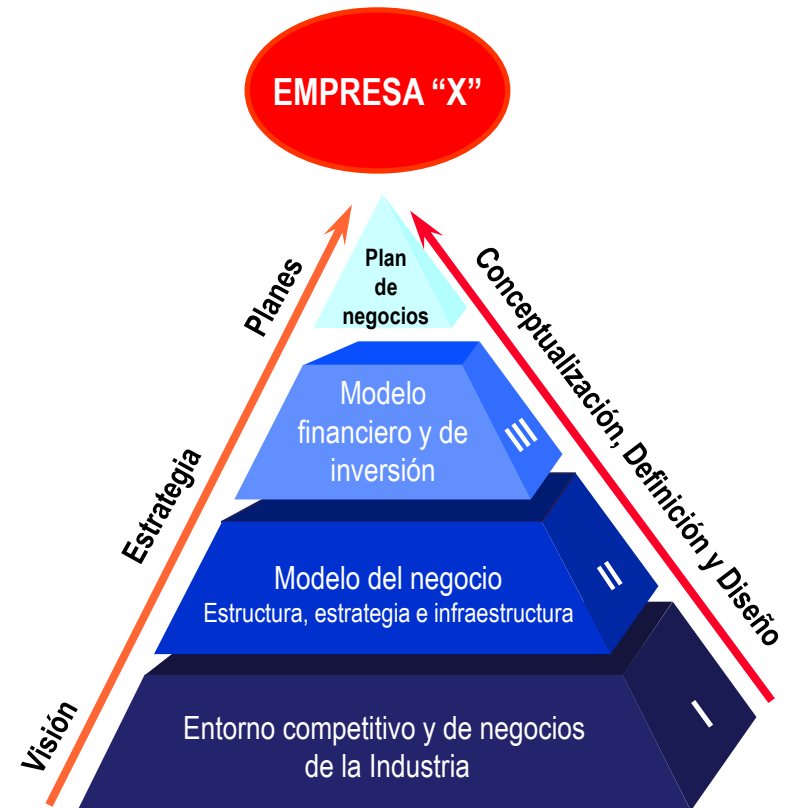 EMPRESA “X”
Plan
de
negocios
Planes
Conceptualización, Definición y Diseño
Modelo
financiero y de
inversión
III
Estrategia
Modelo del negocio
Estructura, estrategia e infraestructura
II
Visión
Entorno competitivo y de negocios
de la Industria
I